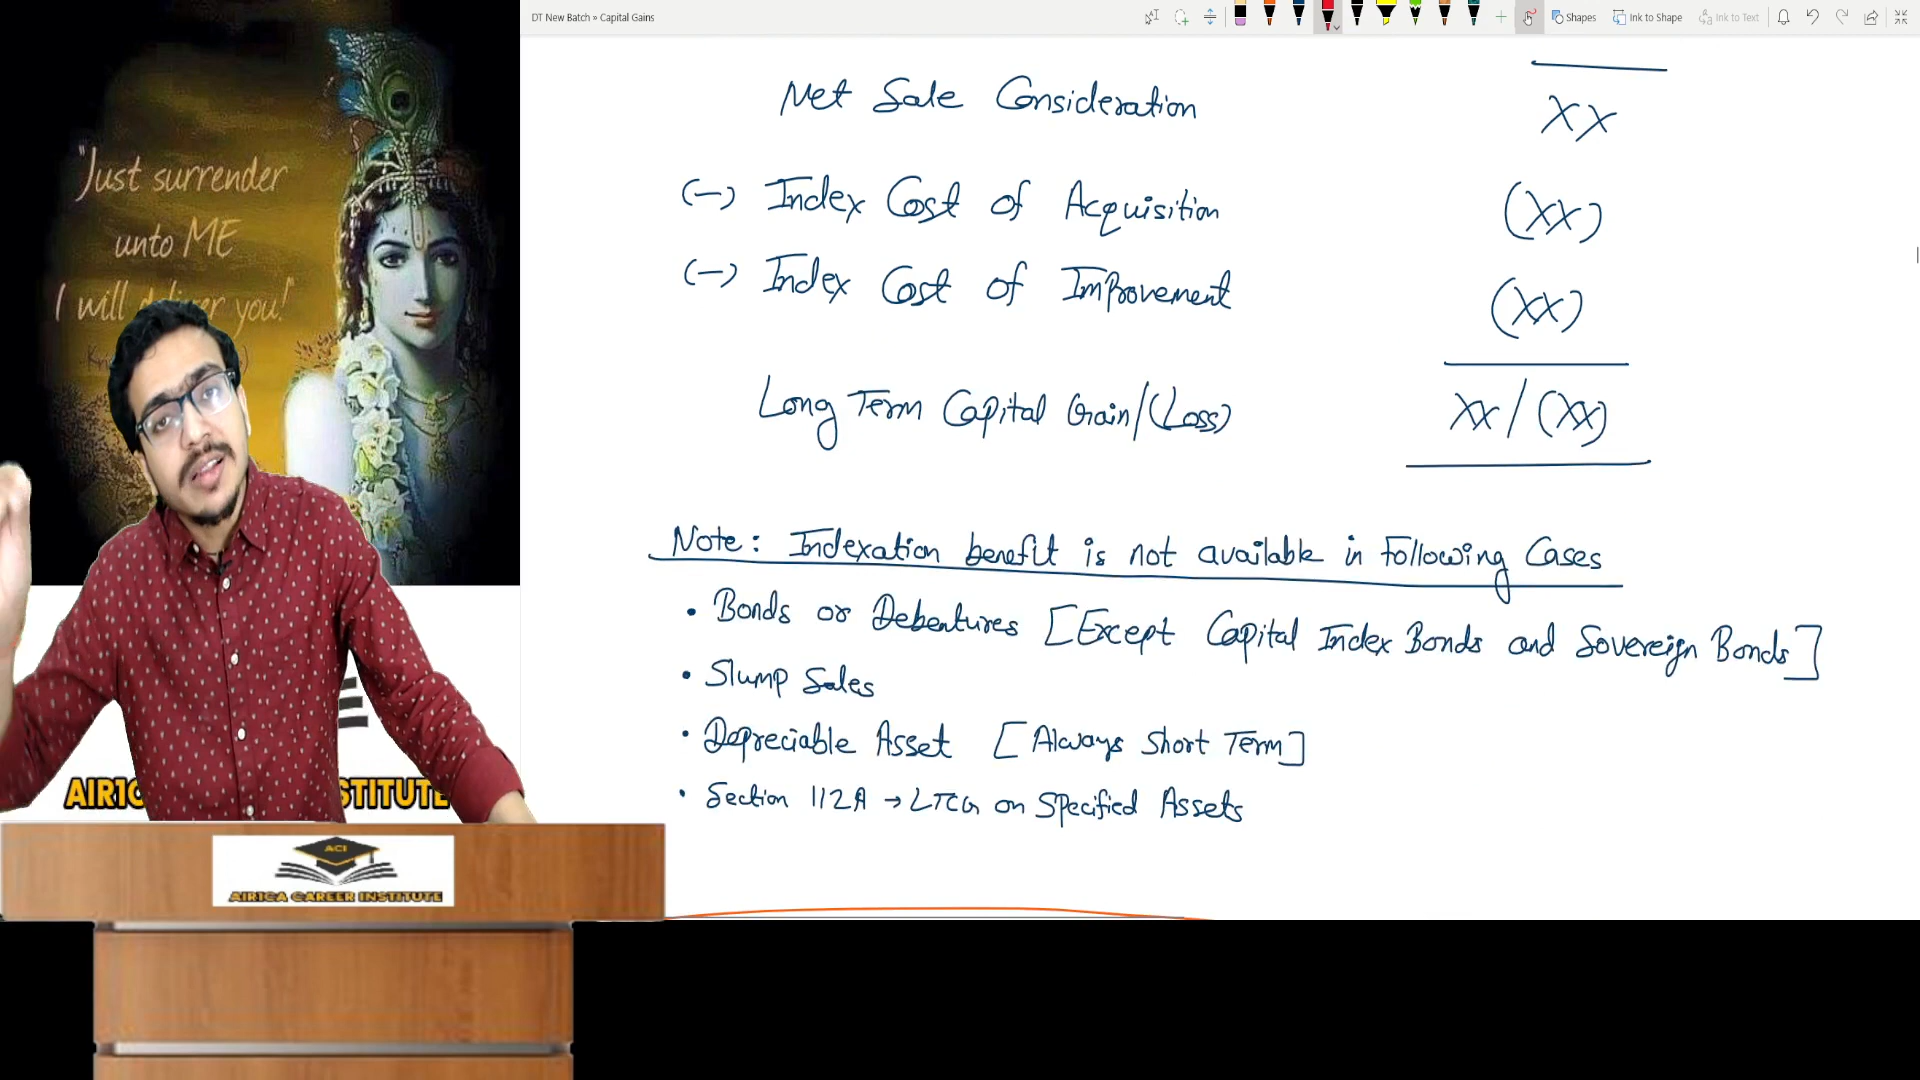 DT New Batch » Capital Gains
Shapes
Ink to Shape
Ink to Text
"Just surrender
unto ME
I will deliver you!"
Net Sale Consideration XX
(-) Index Cost of Acquisition (XX)
(-) Index Cost of Improvement (XX)
Long Term Capital Gain/(Loss) XX/(XX)
Note: Indexation benefit is not available in Following Cases
• Bonds or Debentures [Except Capital Index Bonds and Sovereign Bonds]
• Slump Sales
• Depreciable Asset [Always Short Term]
• Section 112A → LTCG on Specified Assets
AIR1C STITUTE
ACI
AIR1CA CAREER INSTITUTE